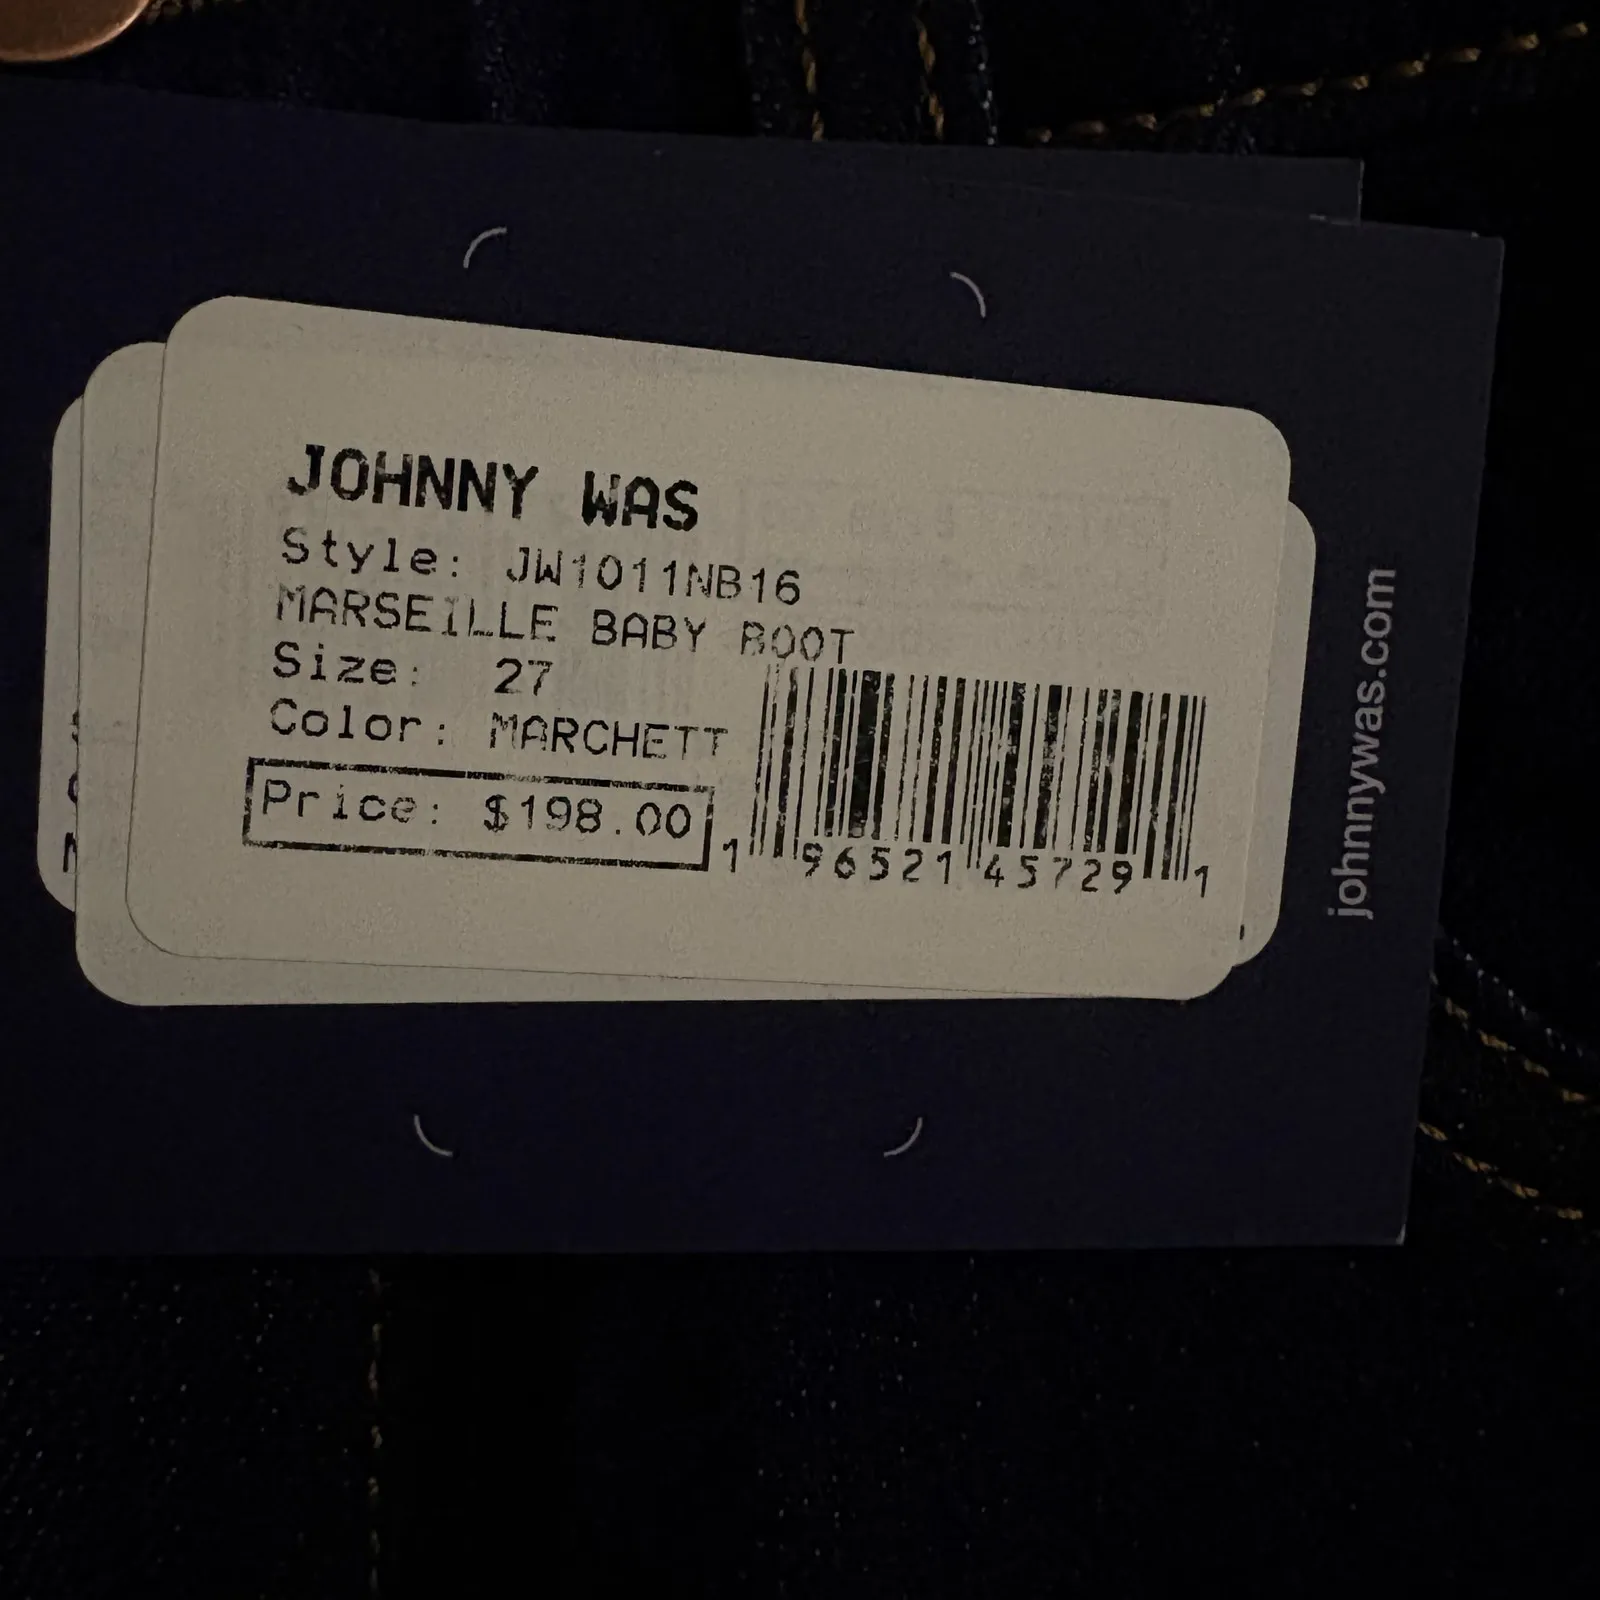 JOHNNY WAS
Style: JW1011NB16
MARSEILLE BABY BOOT
Size: 27
Color: MARCHETT
Price: $198.00
1 96521 45729 1
johnnywas.com